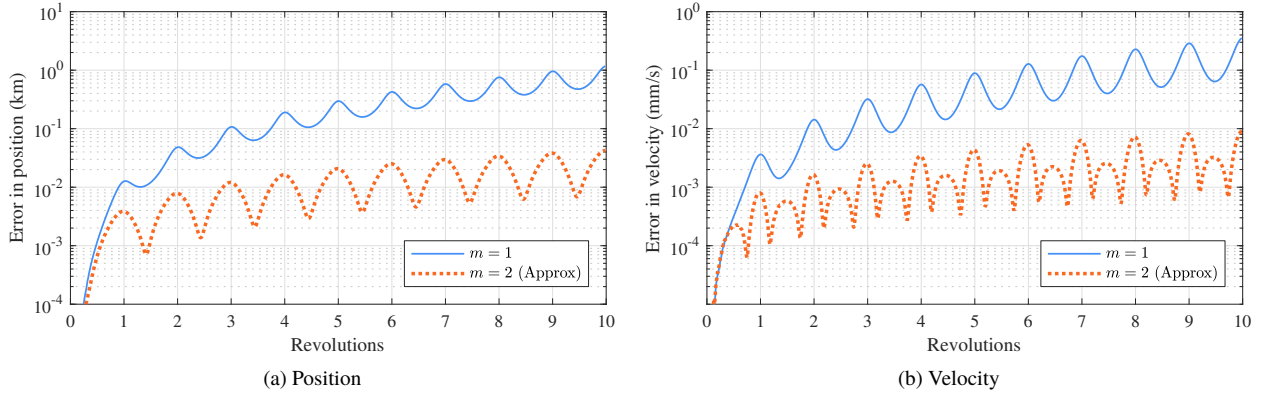 Error in position (km)
10^1
10^0
10^-1
10^-2
10^-3
10^-4
0 1 2 3 4 5 6 7 8 9 10
m = 1
m = 2 (Approx)
Revolutions
(a) Position
Error in velocity (mm/s)
10^0
10^-1
10^-2
10^-3
10^-4
0 1 2 3 4 5 6 7 8 9 10
m = 1
m = 2 (Approx)
Revolutions
(b) Velocity